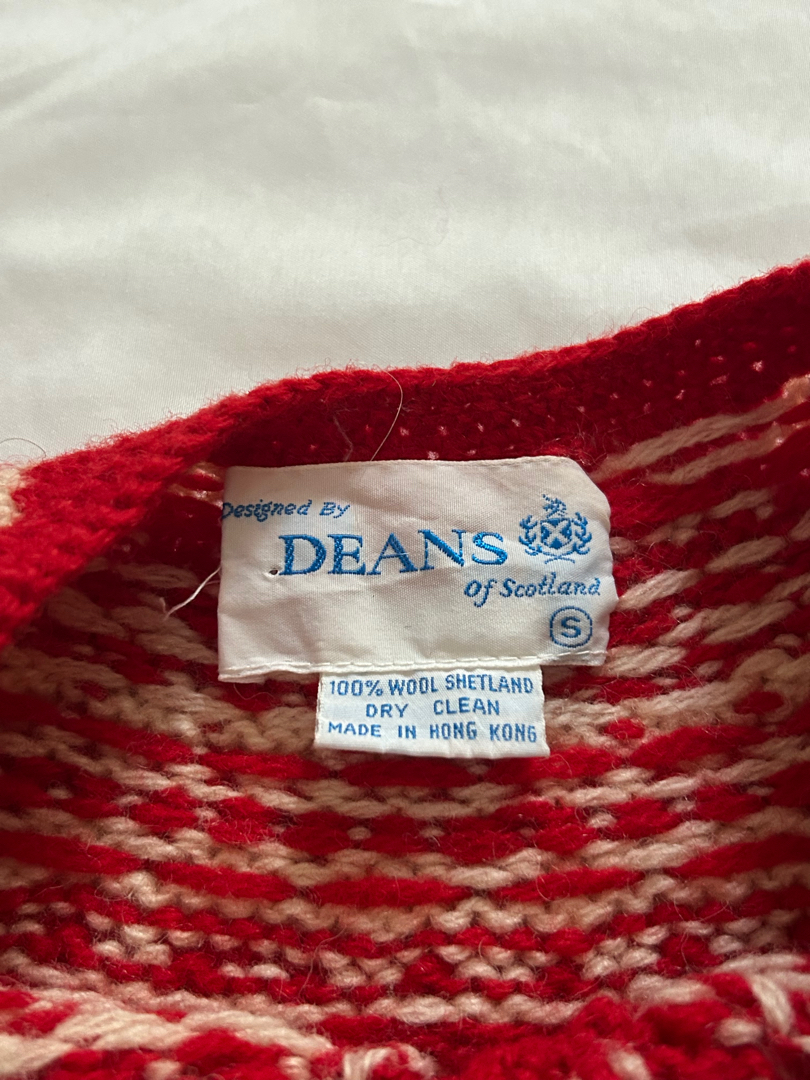 Designed By
DEANS
of Scotland
S
100% WOOL SHETLAND
DRY CLEAN
MADE IN HONG KONG